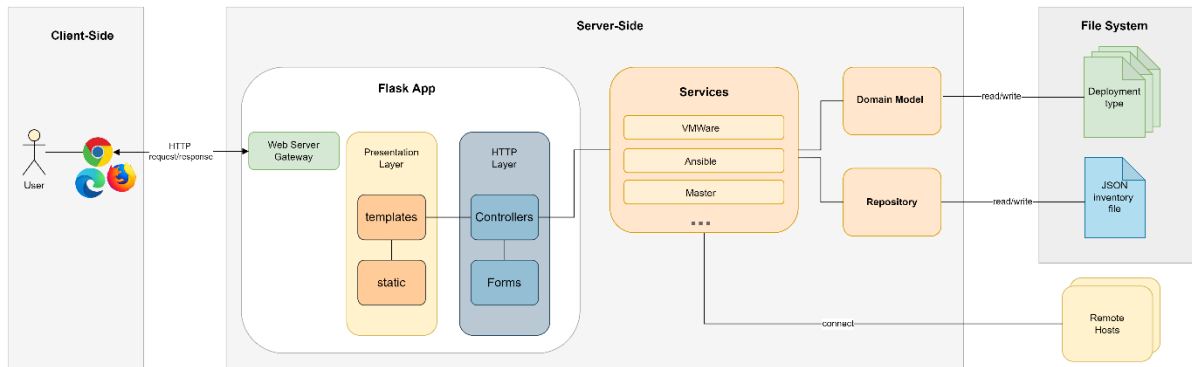 Client-Side
User
HTTP
request/response
Server-Side
Flask App
Web Server
Gateway
Presentation
Layer
templates
static
HTTP
Layer
Controllers
Forms
Services
VMWare
Ansible
Master
...
Domain Model
Repository
read/write
read/write
connect
File System
Deployment
type
JSON
inventory
file
Remote
Hosts